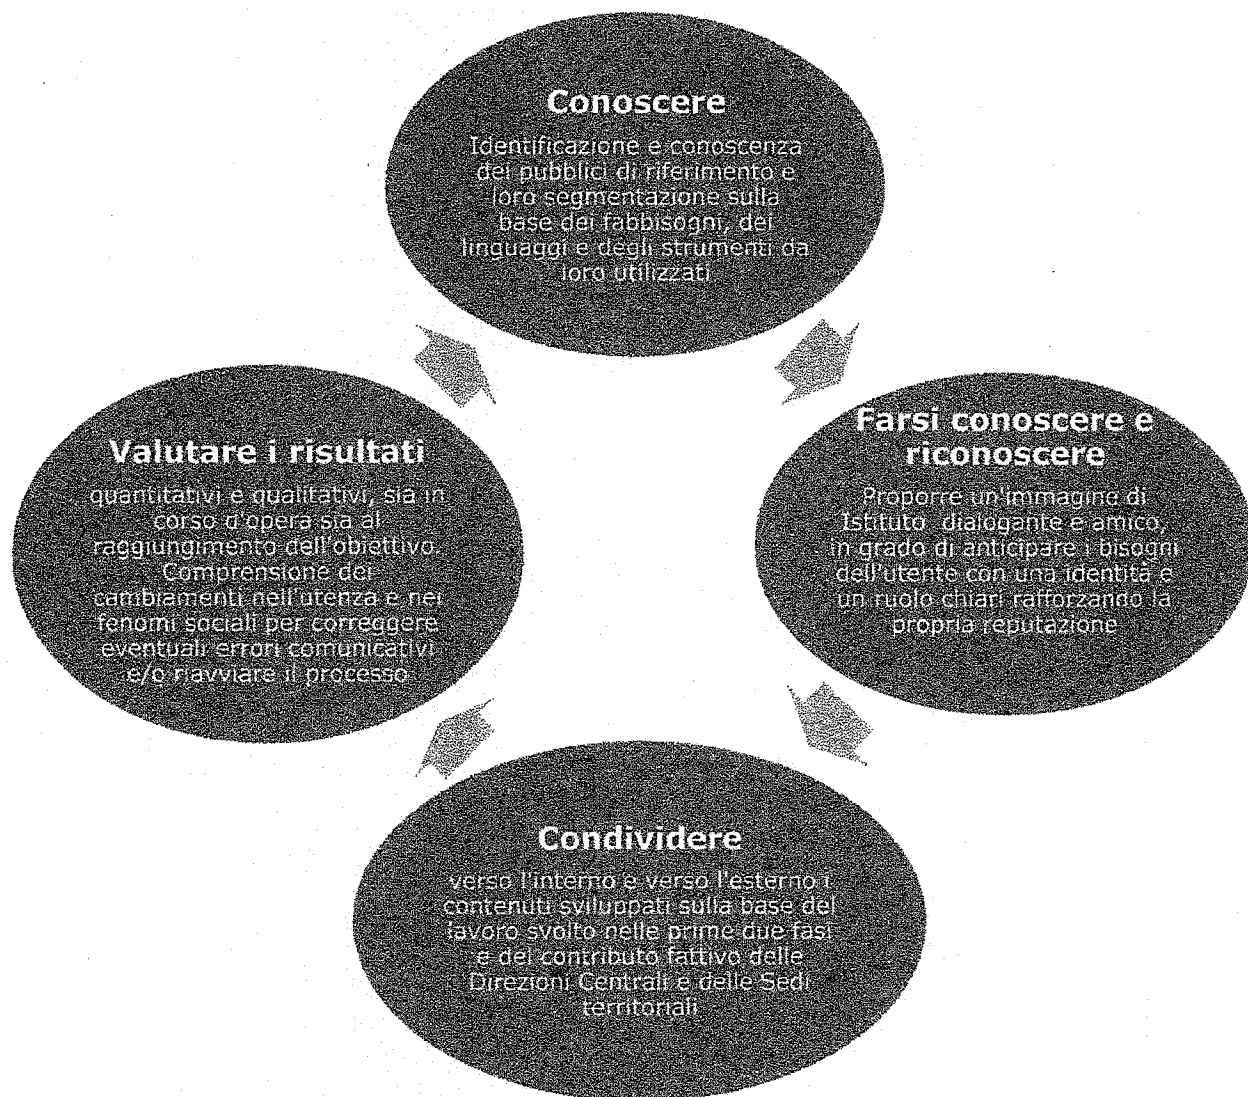 Conoscere
Identificazione e conoscenza
dei pubblici di riferimento e
loro segmentazione sulla
base dei fabbisogni, dei
linguaggi e degli strumenti da
loro utilizzati
Farsi conoscere e
riconoscere
Proporre un'immagine di
Istituto dialogante e amico,
in grado di anticipare i bisogni
dell'utente con una identità e
un ruolo chiari rafforzando la
propria reputazione
Condividere
verso l'interno e verso l'esterno i
contenuti sviluppati sulla base del
lavoro svolto nelle prime due fasi
e del contributo fattivo delle
Direzioni Centrali e delle Sedi
territoriali
Valutare i risultati
quantitativi e qualitativi, sia in
corso d'opera sia al
raggiungimento dell'obiettivo.
Comprensione dei
cambiamenti nell'utenza e nei
fenomi sociali per correggere
eventuali errori comunicativi
e/o riavviare il processo